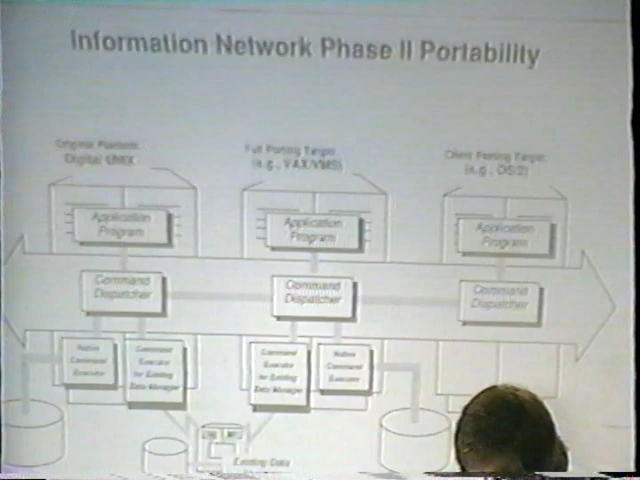 Information Network Phase II Portability
Original Platform:
Digital UNIX
Full Porting Target
(e.g., VAX/VMS)
Client Porting Target
(e.g., OS/2)
Application
Program
Application
Program
Application
Program
Command
Dispatcher
Command
Dispatcher
Command
Dispatcher
Native
Command
Executor
Command
Executor
for Existing
Data Manager
Command
Executor
for Existing
Data Manager
Native
Command
Executor
Existing Data